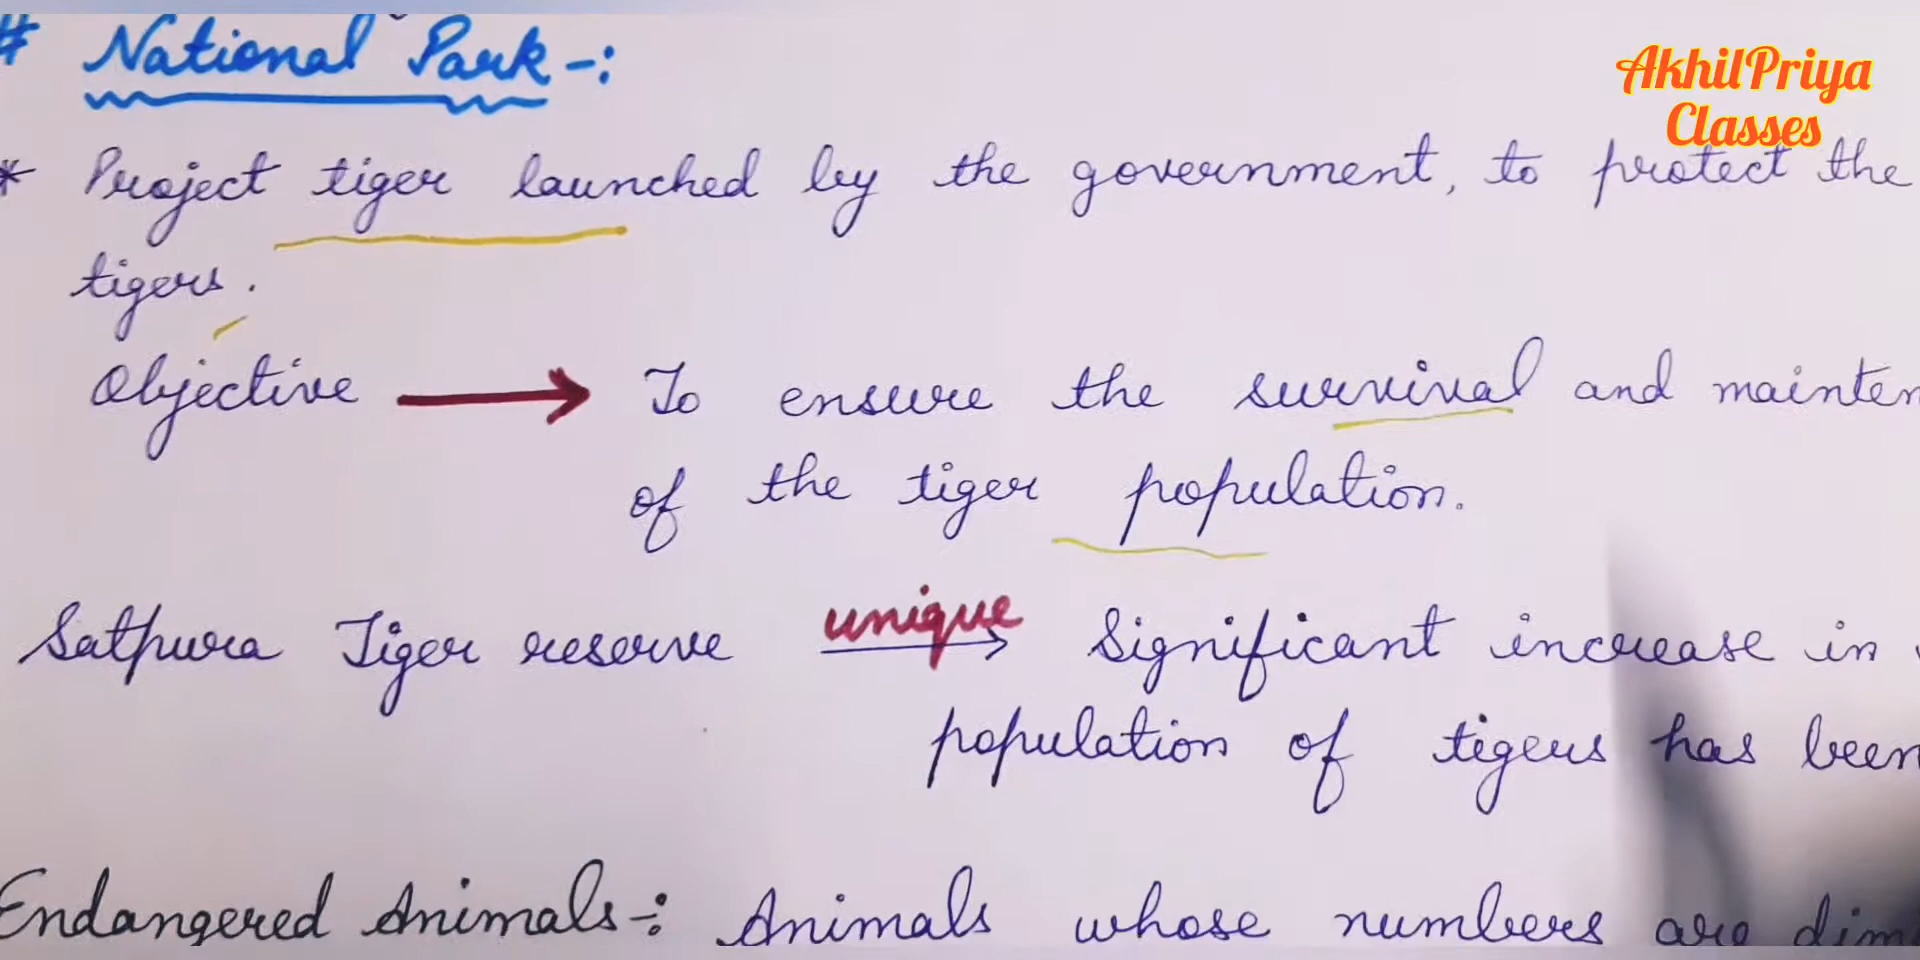 # National Park -:
AkhilPriya
Classes
* Project tiger launched by the government, to protect the
tigers.
Objective → To ensure the survival and mainten
of the tiger population.
unique
Satpura Tiger reserve → Significant increase in
population of tigers has been
Endangered Animals -: Animals whose numbers are dim